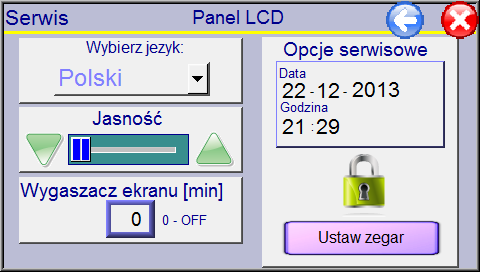 Serwis
Panel LCD
Wybierz jezyk:
Polski
Jasność
Wygaszacz ekranu [min]
0
0 - OFF
Opcje serwisowe
Data
22 - 12 - 2013
Godzina
21 : 29
Ustaw zegar